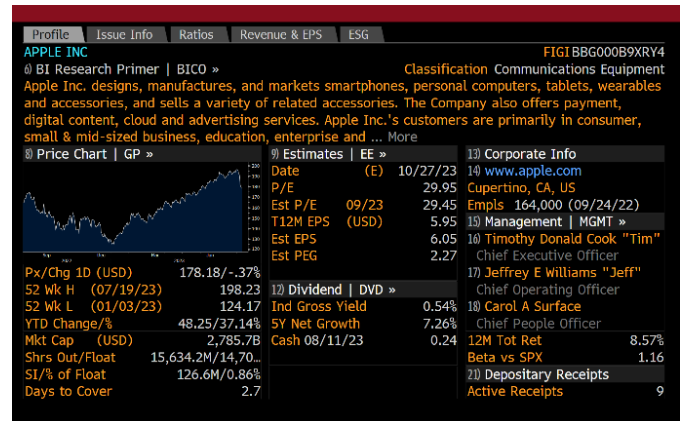 Profile Issue Info Ratios Revenue & EPS ESG
APPLE INC FIGI BBG000B9XRY4
6) BI Research Primer | BICO » Classification Communications Equipment
Apple Inc. designs, manufactures, and markets smartphones, personal computers, tablets, wearables
and accessories, and sells a variety of related accessories. The Company also offers payment,
digital content, cloud and advertising services. Apple Inc.'s customers are primarily in consumer,
small & mid-sized business, education, enterprise and ... More
8) Price Chart | GP »
Px/Chg 1D (USD) 178.18/-.37%
52 Wk H (07/19/23) 198.23
52 Wk L (01/03/23) 124.17
YTD Change/% 48.25/37.14%
Mkt Cap (USD) 2,785.7B
Shrs Out/Float 15,634.2M/14,70...
SI/% of Float 126.6M/0.86%
Days to Cover 2.7
9) Estimates | EE »
Date (E) 10/27/23
P/E 29.95
Est P/E 09/23 29.45
T12M EPS (USD) 5.95
Est EPS 6.05
Est PEG 2.27
12) Dividend | DVD »
Ind Gross Yield 0.54%
5Y Net Growth 7.26%
Cash 08/11/23 0.24
13) Corporate Info
14) www.apple.com
Cupertino, CA, US
Empls 164,000 (09/24/22)
15) Management | MGMT »
16) Timothy Donald Cook "Tim"
Chief Executive Officer
17) Jeffrey E Williams "Jeff"
Chief Operating Officer
18) Carol A Surface
Chief People Officer
12M Tot Ret 8.57%
Beta vs SPX 1.16
21) Depositary Receipts
Active Receipts 9